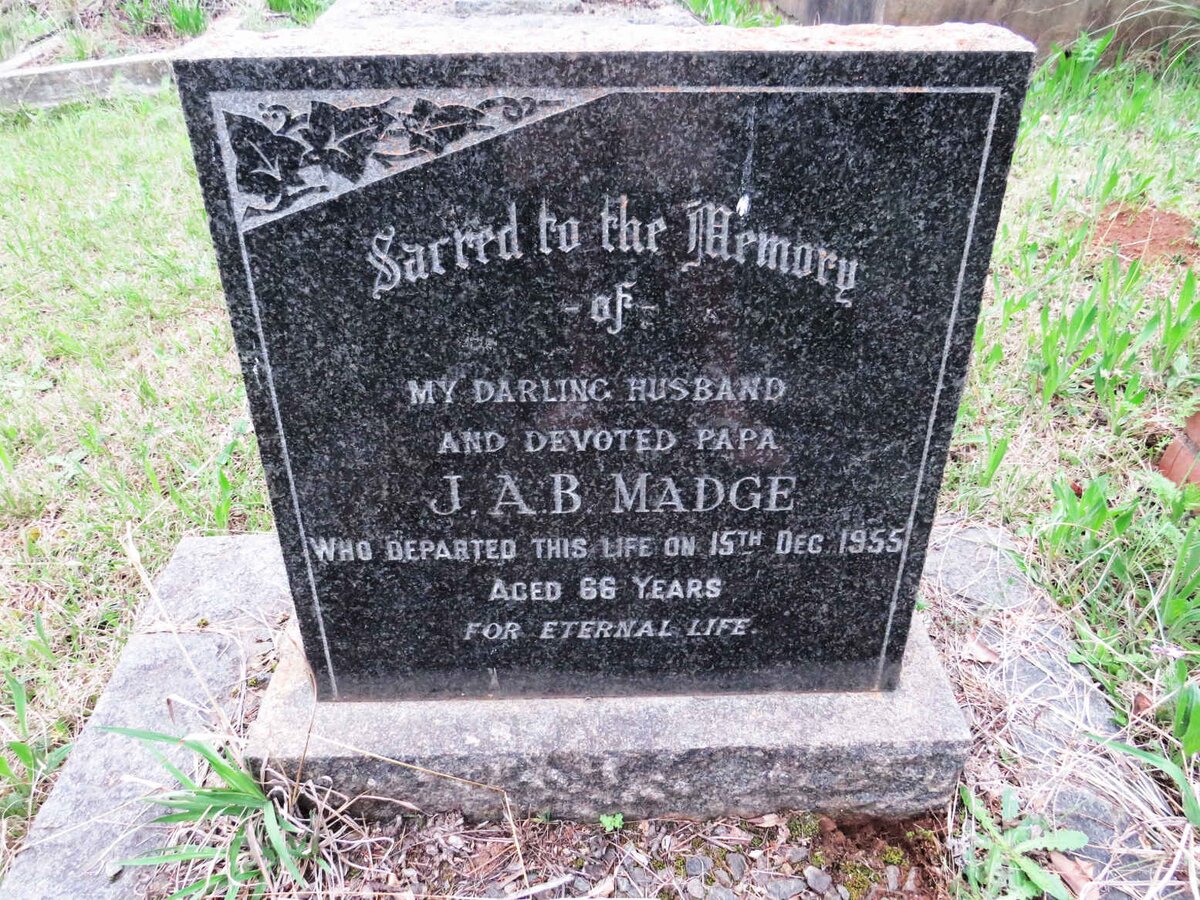 Sacred to the Memory
- of -
MY DARLING HUSBAND
AND DEVOTED PAPA
J. A. B MADGE
WHO DEPARTED THIS LIFE ON 15TH DEC. 1955
AGED 66 YEARS
FOR ETERNAL LIFE.